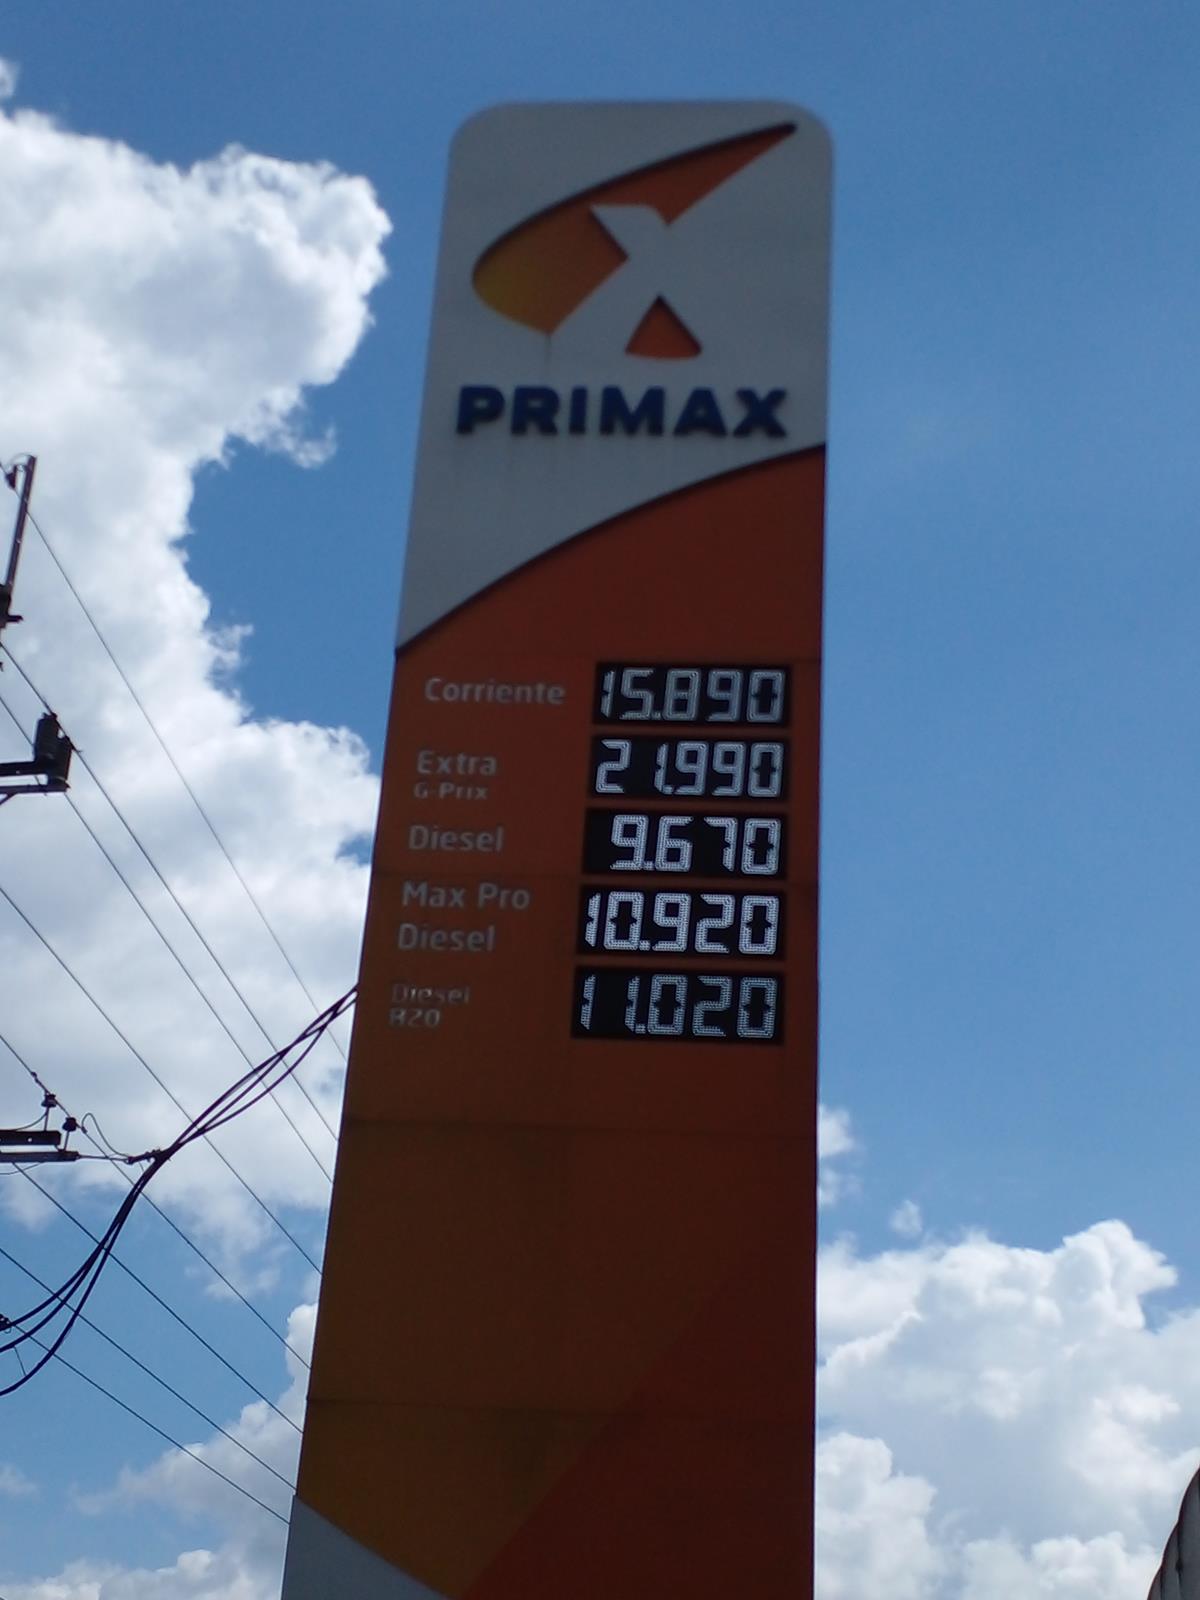 PRIMAX
Corriente 15.890
Extra 21.990
G-Prix
Diesel 9.670
Max Pro
Diesel 10.920
Diesel 11.020
B20